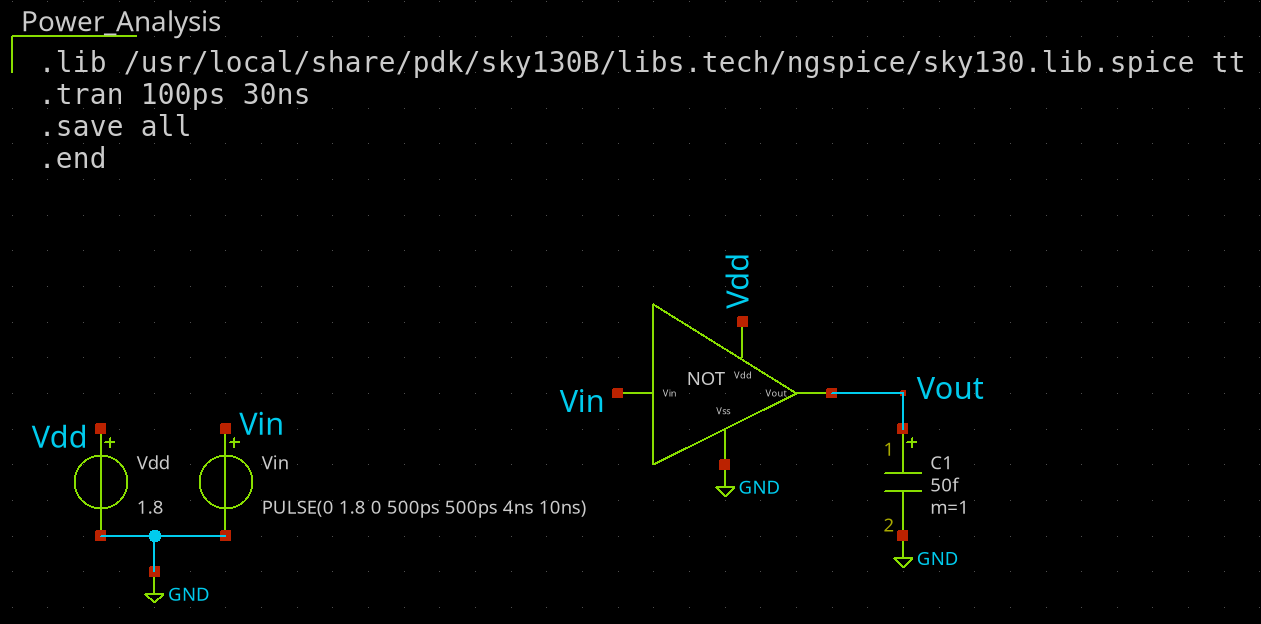 Power_Analysis
.lib /usr/local/share/pdk/sky130B/libs.tech/ngspice/sky130.lib.spice tt
.tran 100ps 30ns
.save all
.end
Vdd
NOT
Vdd
Vin
Vin
Vout
Vss
Vout
GND
Vdd
Vin
+
+
Vdd
Vin
1.8
PULSE(0 1.8 0 500ps 500ps 4ns 10ns)
GND
1
+
C1
50f
m=1
2
GND